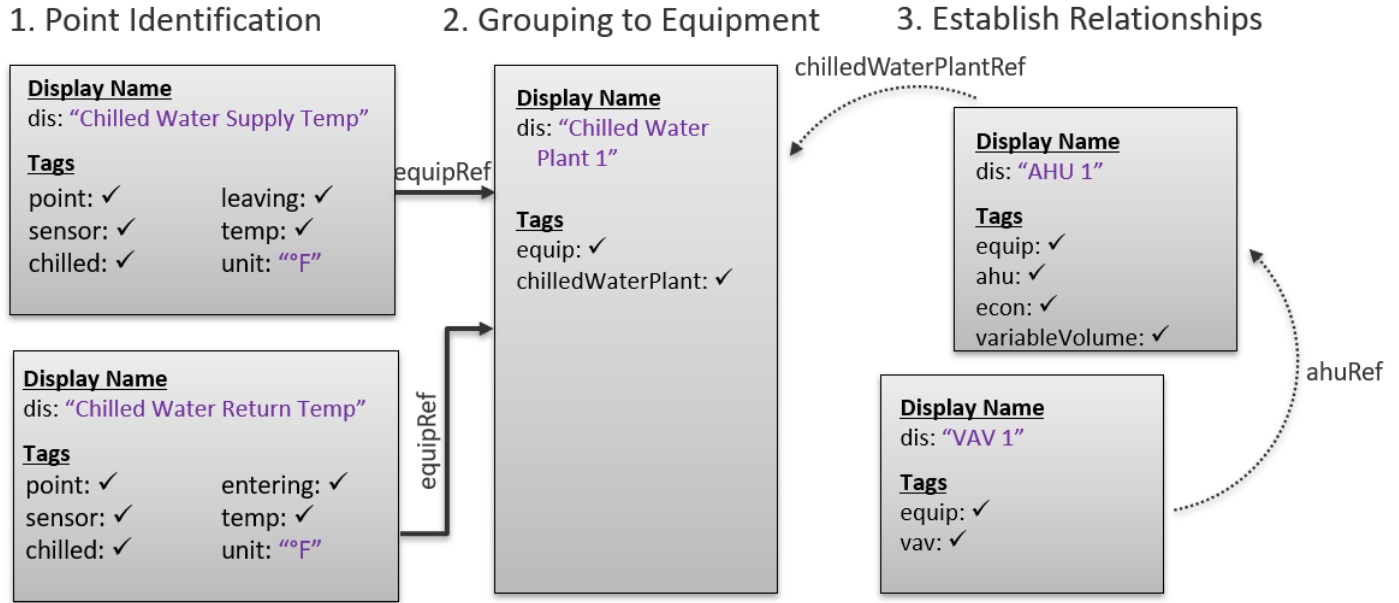 1. Point Identification
2. Grouping to Equipment
3. Establish Relationships
Display Name
dis: “Chilled Water Supply Temp”
Tags
point: ✓ leaving: ✓
sensor: ✓ temp: ✓
chilled: ✓ unit: “°F”
equipRef
Display Name
dis: “Chilled Water Return Temp”
Tags
point: ✓ entering: ✓
sensor: ✓ temp: ✓
chilled: ✓ unit: “°F”
equipRef
Display Name
dis: “Chilled Water
Plant 1”
Tags
equip: ✓
chilledWaterPlant: ✓
chilledWaterPlantRef
Display Name
dis: “AHU 1”
Tags
equip: ✓
ahu: ✓
econ: ✓
variableVolume: ✓
ahuRef
Display Name
dis: “VAV 1”
Tags
equip: ✓
vav: ✓